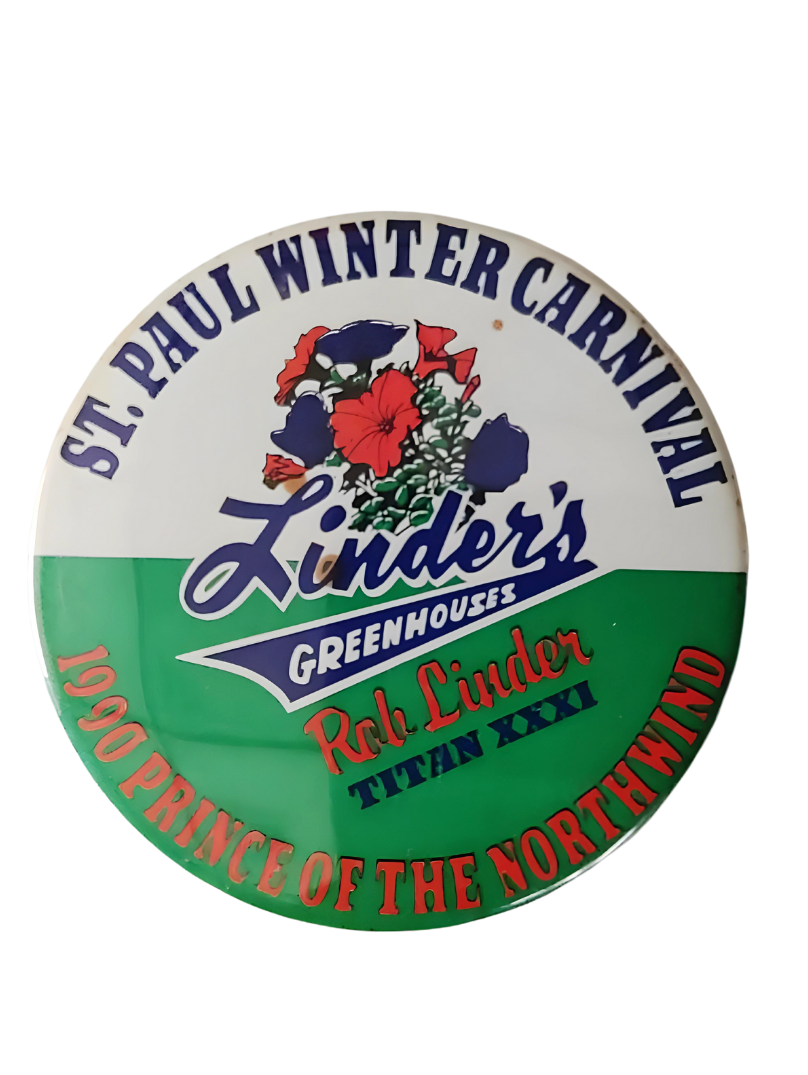 ST. PAUL WINTER CARNIVAL
Linder's
GREENHOUSES
Rob Linder
TITAN XXXI
1990 PRINCE OF THE NORTHWIND